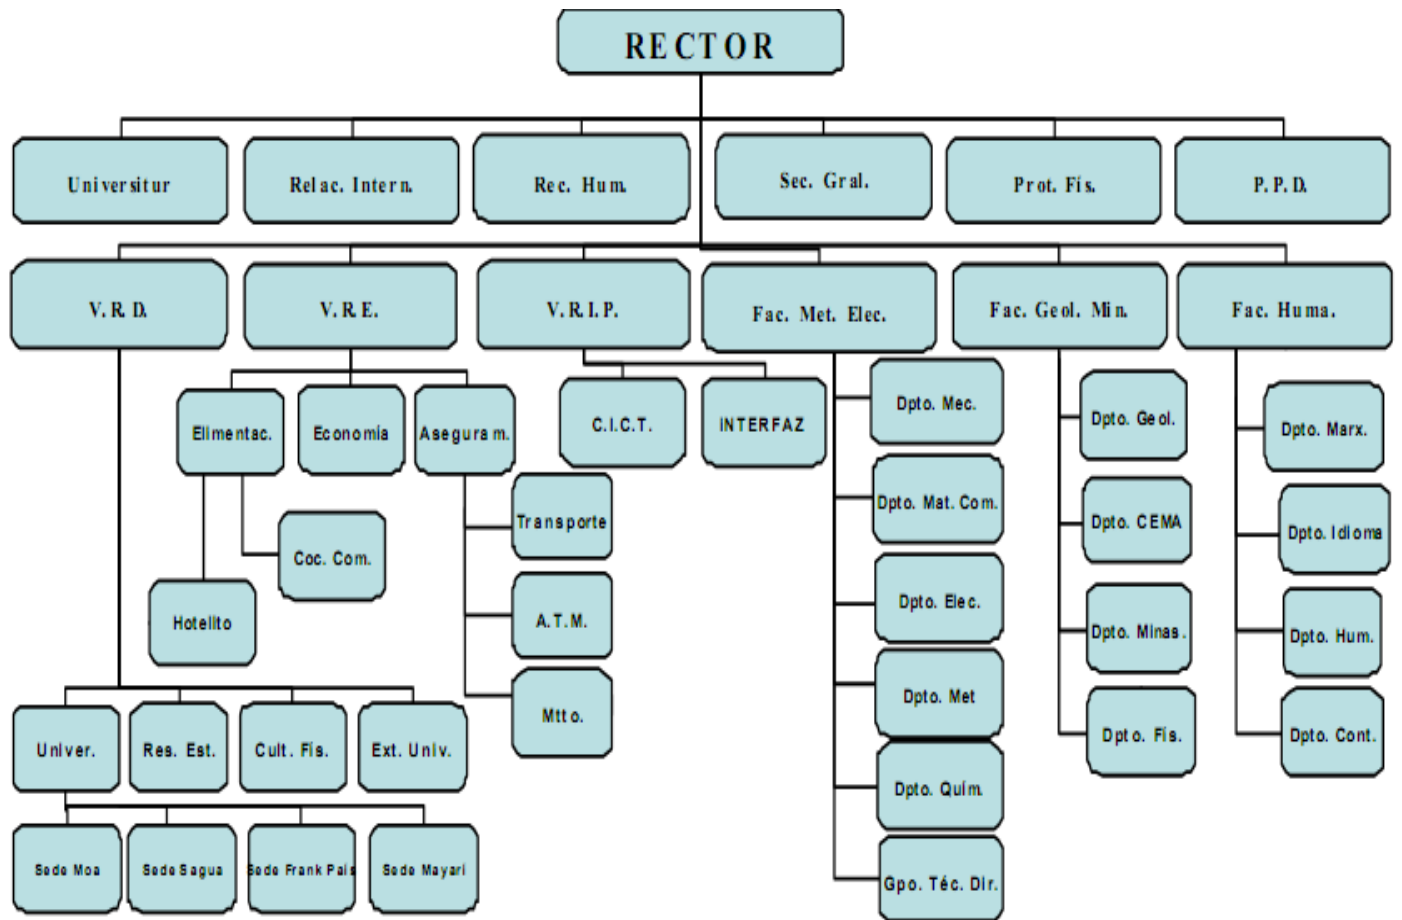 RECTOR
Universitur
Relac. Intern.
Rec. Hum.
Sec. Gral.
Prot. Fís.
P. P. D.
V. R. D.
V. R. E.
V. R. I. P.
Fac. Met. Elec.
Fac. Geol. Min.
Fac. Huma.
Elimentac.
Economía
Aseguram.
C.I.C.T.
INTERFAZ
Dpto. Mec.
Dpto. Geol.
Dpto. Marx.
Transporte
Dpto. Mat. Com.
Dpto. CEMA
Dpto. Idioma
Coc. Com.
Hotelito
A.T.M.
Dpto. Elec.
Dpto. Minas.
Dpto. Hum.
Mtto.
Dpto. Met
Dpto. Fís.
Dpto. Cont.
Univer.
Res. Est.
Cult. Fís.
Ext. Univ.
Dpto. Quím.
Sede Moa
Sede Sagua
Sede Frank País
Sede Mayarí
Gpo. Téc. Dir.